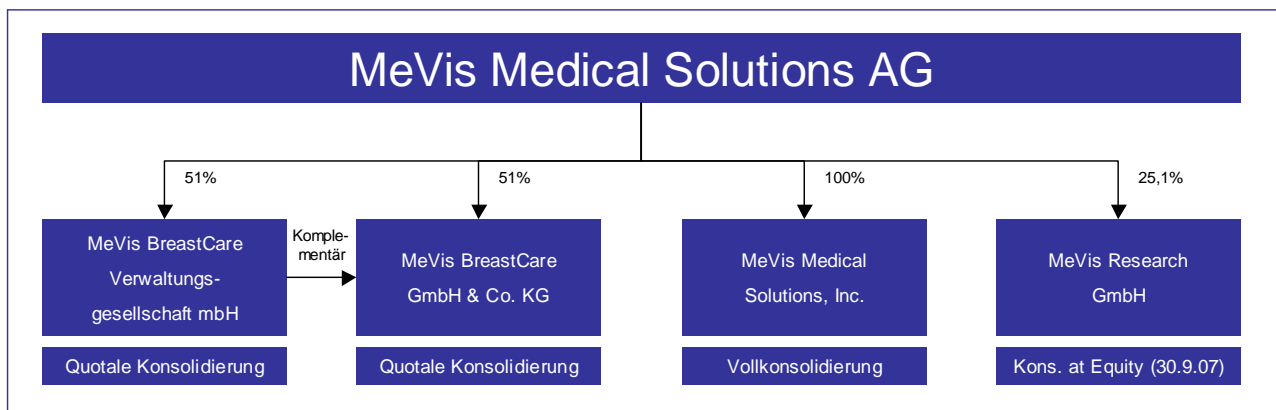 MeVis Medical Solutions AG
51%
51%
100%
25,1%
MeVis BreastCare
Verwaltungs-
gesellschaft mbH
Komple-
mentär
MeVis BreastCare
GmbH & Co. KG
MeVis Medical
Solutions, Inc.
MeVis Research
GmbH
Quotale Konsolidierung
Quotale Konsolidierung
Vollkonsolidierung
Kons. at Equity (30.9.07)